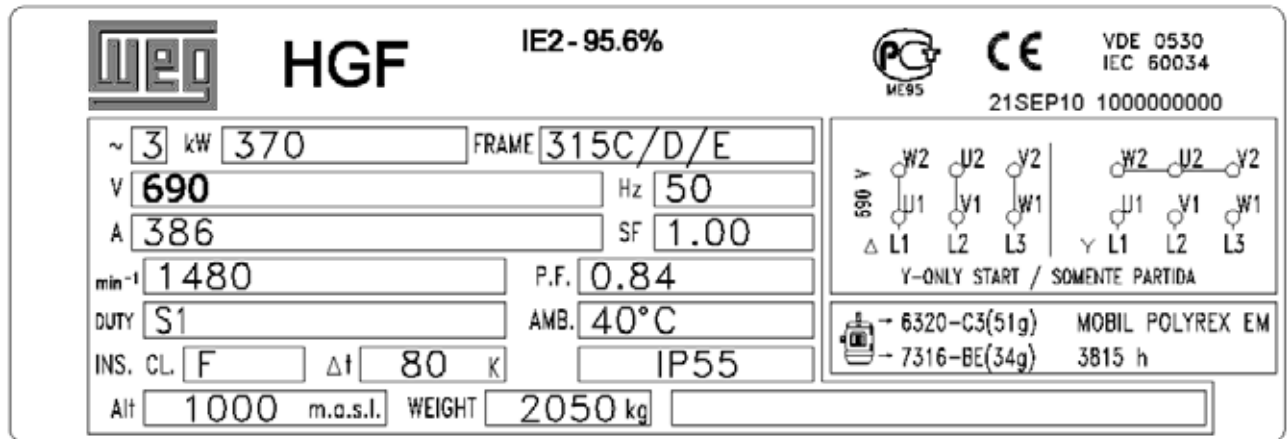 WEG HGF IE2-95.6% PCT ME95 CE VDE 0530
IEC 60034
21SEP10 1000000000
~ 3 kW 370 FRAME 315C/D/E
V 690 Hz 50
A 386 SF 1.00
min-1 1480 P.F. 0.84
DUTY S1 AMB. 40°C
INS. CL. F Δt 80 K IP55
Alt 1000 m.a.s.l. WEIGHT 2050 kg
690 V
W2 U2 V2 W2 U2 V2
U1 V1 W1 U1 V1 W1
Δ L1 L2 L3 Y L1 L2 L3
Y-ONLY START / SOMENTE PARTIDA
→ 6320-C3(51g) MOBIL POLYREX EM
→ 7316-BE(34g) 3815 h